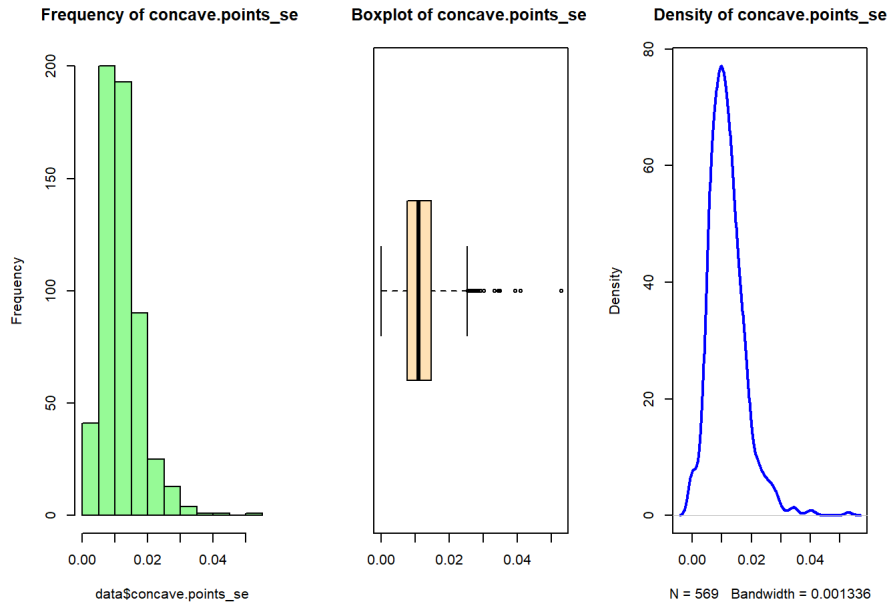 Frequency of concave.points_se
Frequency
0
50
100
150
200
0.00
0.02
0.04
data$concave.points_se
Boxplot of concave.points_se
0.00
0.02
0.04
Density of concave.points_se
Density
0
20
40
60
80
0.00
0.02
0.04
N = 569   Bandwidth = 0.001336